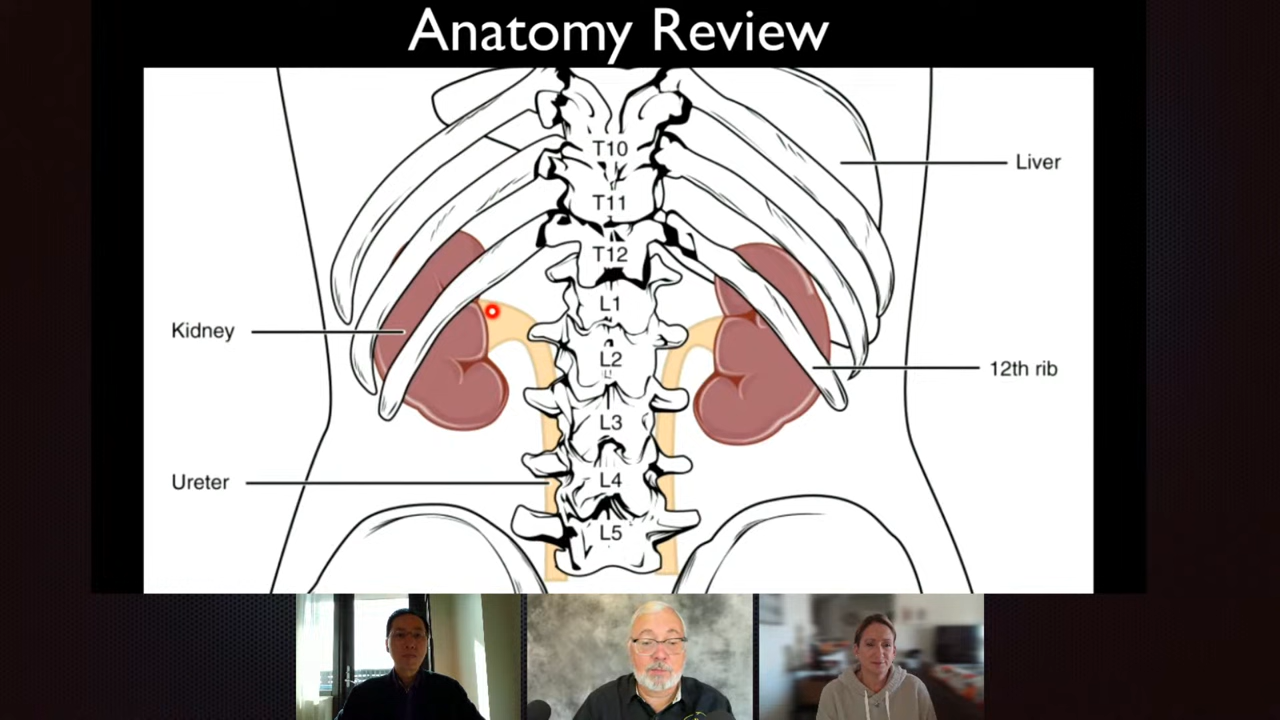 Anatomy Review
T10
Liver
T11
T12
L1
Kidney
L2
12th rib
L3
Ureter
L4
L5